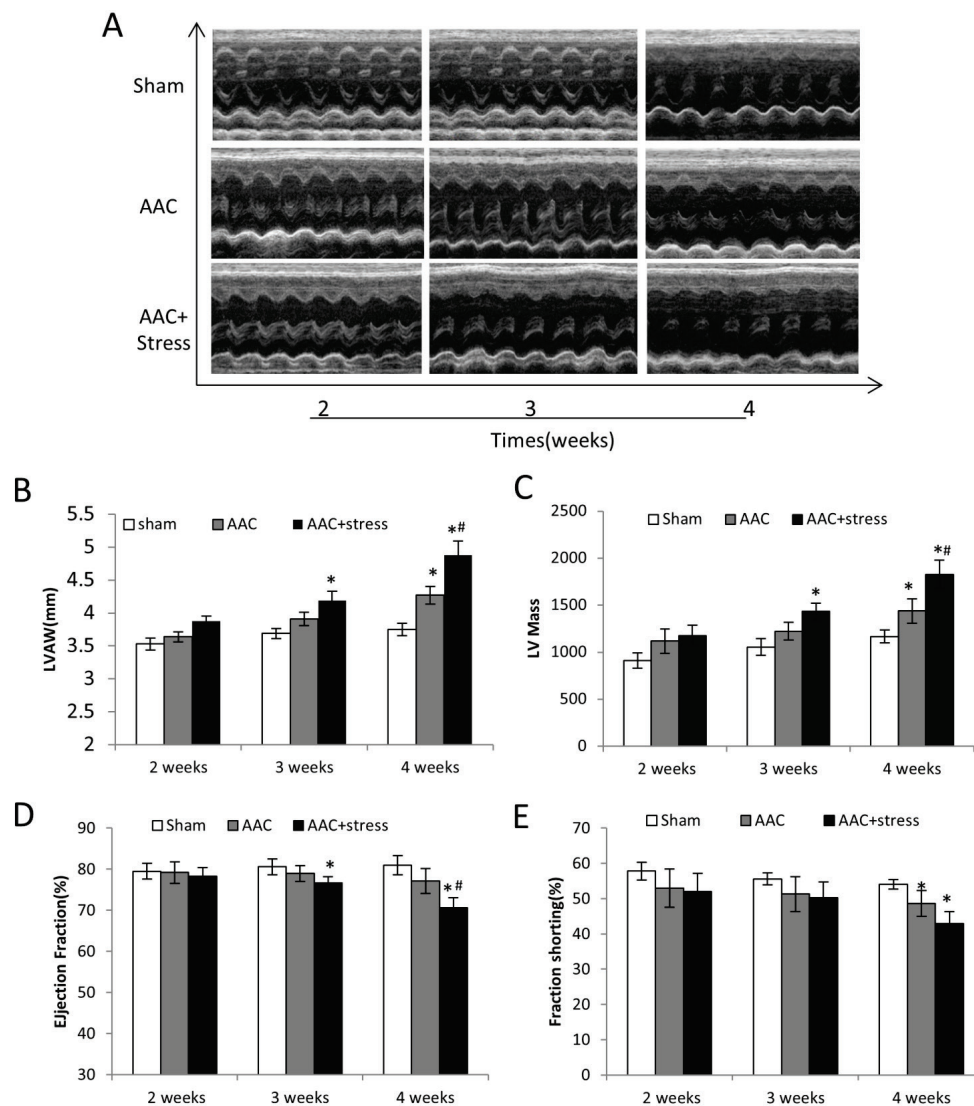 A
Sham
AAC
AAC+
Stress
2 3 4
Times(weeks)
B
LVAW(mm)
5.5
5
4.5
4
3.5
3
2.5
2
sham AAC AAC+stress
*
*
*#
2 weeks 3 weeks 4 weeks
C
LV Mass
2500
2000
1500
1000
500
0
Sham AAC AAC+stress
*
*
*#
2 weeks 3 weeks 4 weeks
D
EJjection Fraction(%)
90
80
70
60
50
40
30
Sham AAC AAC+stress
*
*#
2 weeks 3 weeks 4 weeks
E
Fraction shorting(%)
70
60
50
40
30
20
10
0
Sham AAC AAC+stress
*
*
2 weeks 3 weeks 4 weeks